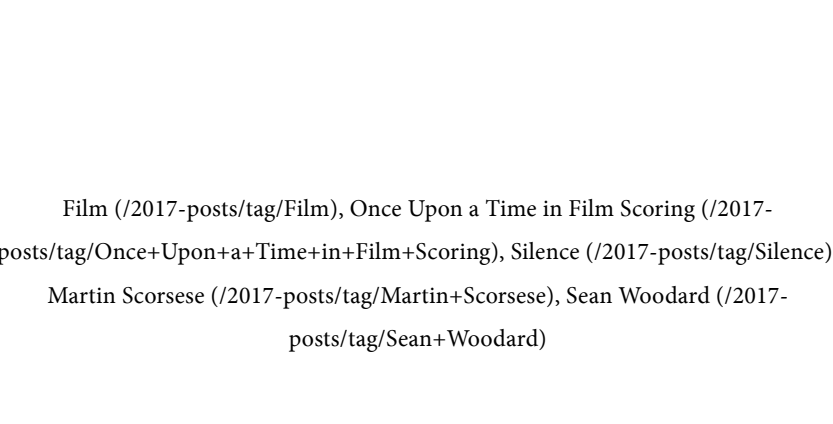 Film (/2017-posts/tag/Film), Once Upon a Time in Film Scoring (/2017-
posts/tag/Once+Upon+a+Time+in+Film+Scoring), Silence (/2017-posts/tag/Silence)
Martin Scorsese (/2017-posts/tag/Martin+Scorsese), Sean Woodard (/2017-
posts/tag/Sean+Woodard)